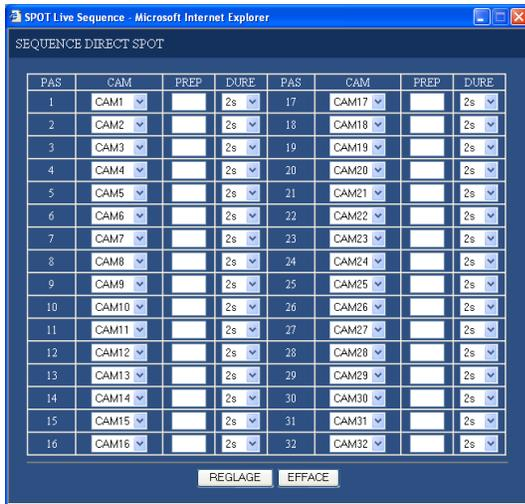 SPOT Live Sequence - Microsoft Internet Explorer
SEQUENCE DIRECT SPOT
PAS CAM PREP DURE PAS CAM PREP DURE
1 CAM1 2s 17 CAM17 2s
2 CAM2 2s 18 CAM18 2s
3 CAM3 2s 19 CAM19 2s
4 CAM4 2s 20 CAM20 2s
5 CAM5 2s 21 CAM21 2s
6 CAM6 2s 22 CAM22 2s
7 CAM7 2s 23 CAM23 2s
8 CAM8 2s 24 CAM24 2s
9 CAM9 2s 25 CAM25 2s
10 CAM10 2s 26 CAM26 2s
11 CAM11 2s 27 CAM27 2s
12 CAM12 2s 28 CAM28 2s
13 CAM13 2s 29 CAM29 2s
14 CAM14 2s 30 CAM30 2s
15 CAM15 2s 31 CAM31 2s
16 CAM16 2s 32 CAM32 2s
REGLAGE EFFACE